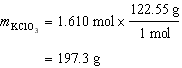 m_KClO₃ = 1.610 mol × 122.55 g / 1 mol
= 197.3 g